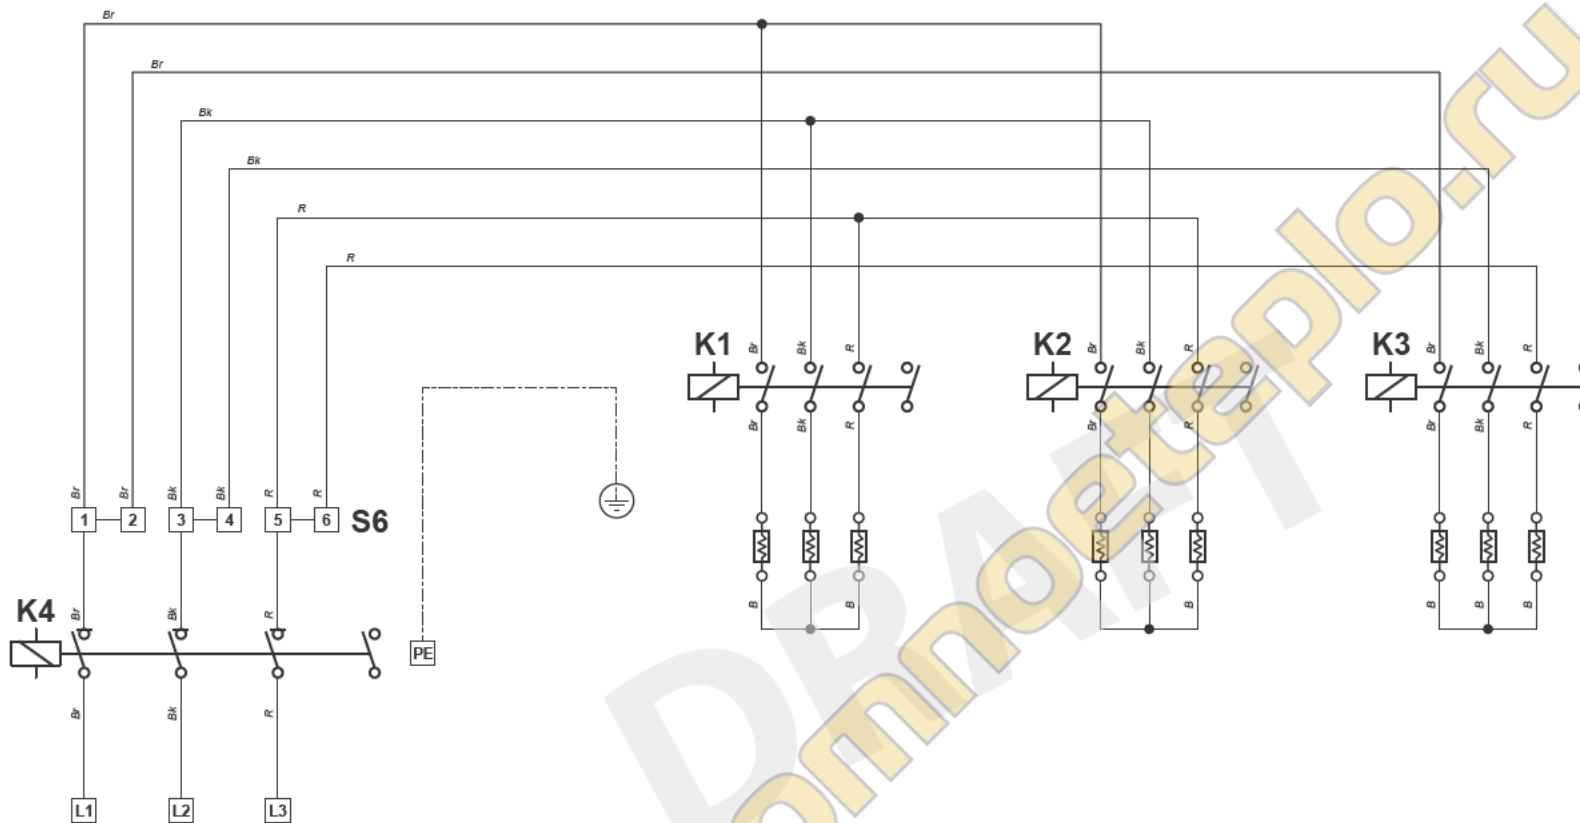 Br
Br
Bk
Bk
R
R
K1 K2 K3
Br Bk R Br Bk R Br Bk R
Br Bk R Br Bk R Br Bk R
Br Br Bk Bk R R
1 2 3 4 5 6 S6
K4
Br Bk R
PE
B B B B B B
Br Bk R
L1 L2 L3
DRAFT
omnoeteplo.ru